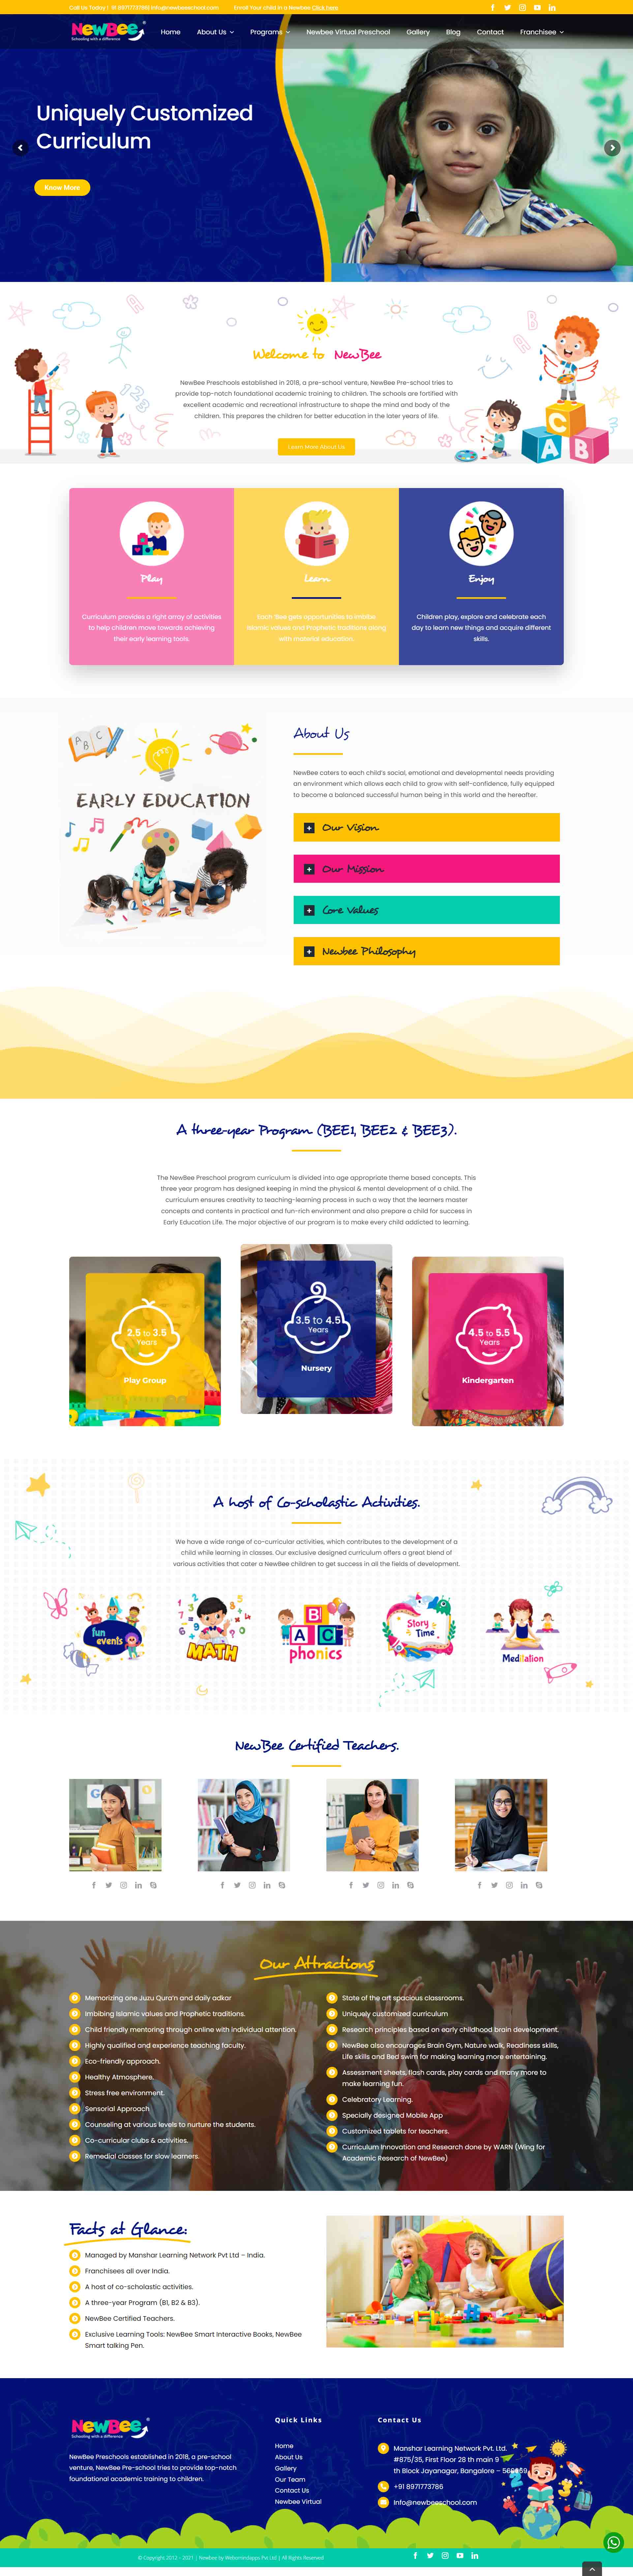 Call Us Today !
Enroll Your child in a Newbee Click here
NewBee
Schooling with a difference
Home
About Us
Programs
Newbee Virtual Preschool
Gallery
Blog
Contact
Franchisee
Uniquely Customized
Curriculum
Know More
Welcome to NewBee
NewBee Preschools established in 2018, a pre-school venture, NewBee Pre-school tries to
provide top-notch foundational academic training to children. The schools are fortified with
excellent academic and recreational infrastructure to shape the mind and body of the
children. This prepares the children for better education in the later years of life.
Learn More About Us
B
C
A
B
Play
Curriculum provides a right array of activities
to help children move towards achieving
their early learning tools.
Learn
Each 'Bee gets opportunities to imbibe
Islamic values and Prophetic traditions along
with material education.
Enjoy
Children play, explore and celebrate each
day to learn new things and acquire different
skills.
A B C
EARLY EDUCATION
About Us
NewBee caters to each child's social, emotional and developmental needs providing
an environment which allows each child to grow with self-confidence, fully equipped
to become a balanced successful human being in this world and the hereafter.
Our Vision
Our Mission
Core Values
Newbee Philosophy
A three-year Program (BEE1, BEE2 & BEE3).
The NewBee Preschool program curriculum is divided into age appropriate theme based concepts. This
three year program has designed keeping in mind the physical & mental development of a child. The
curriculum ensures creativity to teaching-learning process in such a way that the learners master
concepts and contents in practical and fun-rich environment and also prepare a child for success in
Early Education Life. The major objective of our program is to make every child addicted to learning.
2.5 to 3.5
Years
Play Group
3.5 to 4.5
Years
Nursery
4.5 to 5.5
Years
Kindergarten
A host of Co-scholastic Activities.
We have a wide range of co-curricular activities, which contributes to the development of a
child while learning in classes. Our exclusive designed curriculum offers a great blend of
various activities that cater a NewBee children to get success in all the fields of development.
fun
events
MATH
B
A C
phonics
Story
Time
Meditation
NewBee Certified Teachers.
Our Attractions
Memorizing one Juzu Qura'n and daily adkar
Imbibing Islamic values and Prophetic traditions.
Child friendly mentoring through online with individual attention.
Highly qualified and experience teaching faculty.
Eco-friendly approach.
Healthy Atmosphere.
Stress free environment.
Sensorial Approach
Counseling at various levels to nurture the students.
Co-curricular clubs & activities.
Remedial classes for slow learners.
State of the art spacious classrooms.
Uniquely customized curriculum
Research principles based on early childhood brain development.
NewBee also encourages Brain Gym, Nature walk, Readiness skills,
Life skills and Bed swim for making learning more entertaining.
Assessment sheets, flash cards, play cards and many more to
make learning fun.
Celebratory Learning.
Specially designed Mobile App
Customized tablets for teachers.
Curriculum Innovation and Research done by WARN (Wing for
Academic Research of NewBee)
Facts at Glance:
Managed by Manshar Learning Network Pvt Ltd – India.
Franchisees all over India.
A host of co-scholastic activities.
A three-year Program (B1, B2 & B3).
NewBee Certified Teachers.
Exclusive Learning Tools: NewBee Smart Interactive Books, NewBee
Smart talking Pen.
NewBee
Schooling with a difference
NewBee Preschools established in 2018, a pre-school
venture, NewBee Pre-school tries to provide top-notch
foundational academic training to children.
Quick Links
Home
About Us
Gallery
Our Team
Contact Us
Newbee Virtual
Contact Us
Manshar Learning Network Pvt. Ltd.
#875/35, First Floor 28 th main 9
th Block Jayanagar, Bangalore –
+91 8971773786
Info@newbeeschool.com
© Copyright 2012 - 2021 | Newbee by Webomindapps Pvt Ltd | All Rights Reserved